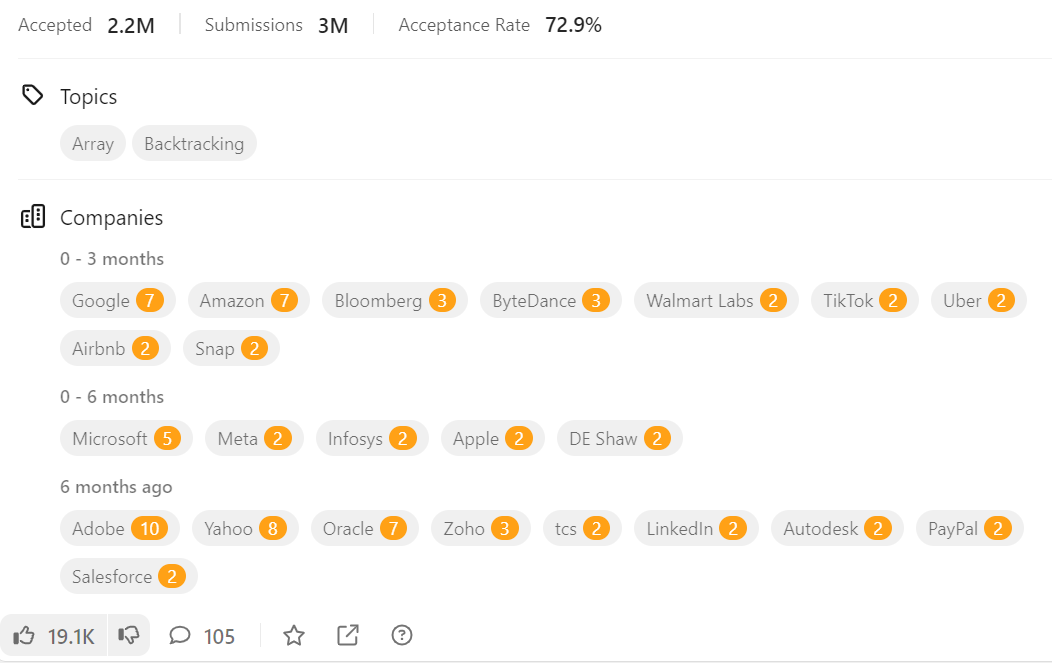 Accepted 2.2M Submissions 3M Acceptance Rate 72.9%
Topics
Array Backtracking
Companies
0 - 3 months
Google 7 Amazon 7 Bloomberg 3 ByteDance 3 Walmart Labs 2 TikTok 2 Uber 2
Airbnb 2 Snap 2
0 - 6 months
Microsoft 5 Meta 2 Infosys 2 Apple 2 DE Shaw 2
6 months ago
Adobe 10 Yahoo 8 Oracle 7 Zoho 3 tcs 2 LinkedIn 2 Autodesk 2 PayPal 2
Salesforce 2
19.1K 105